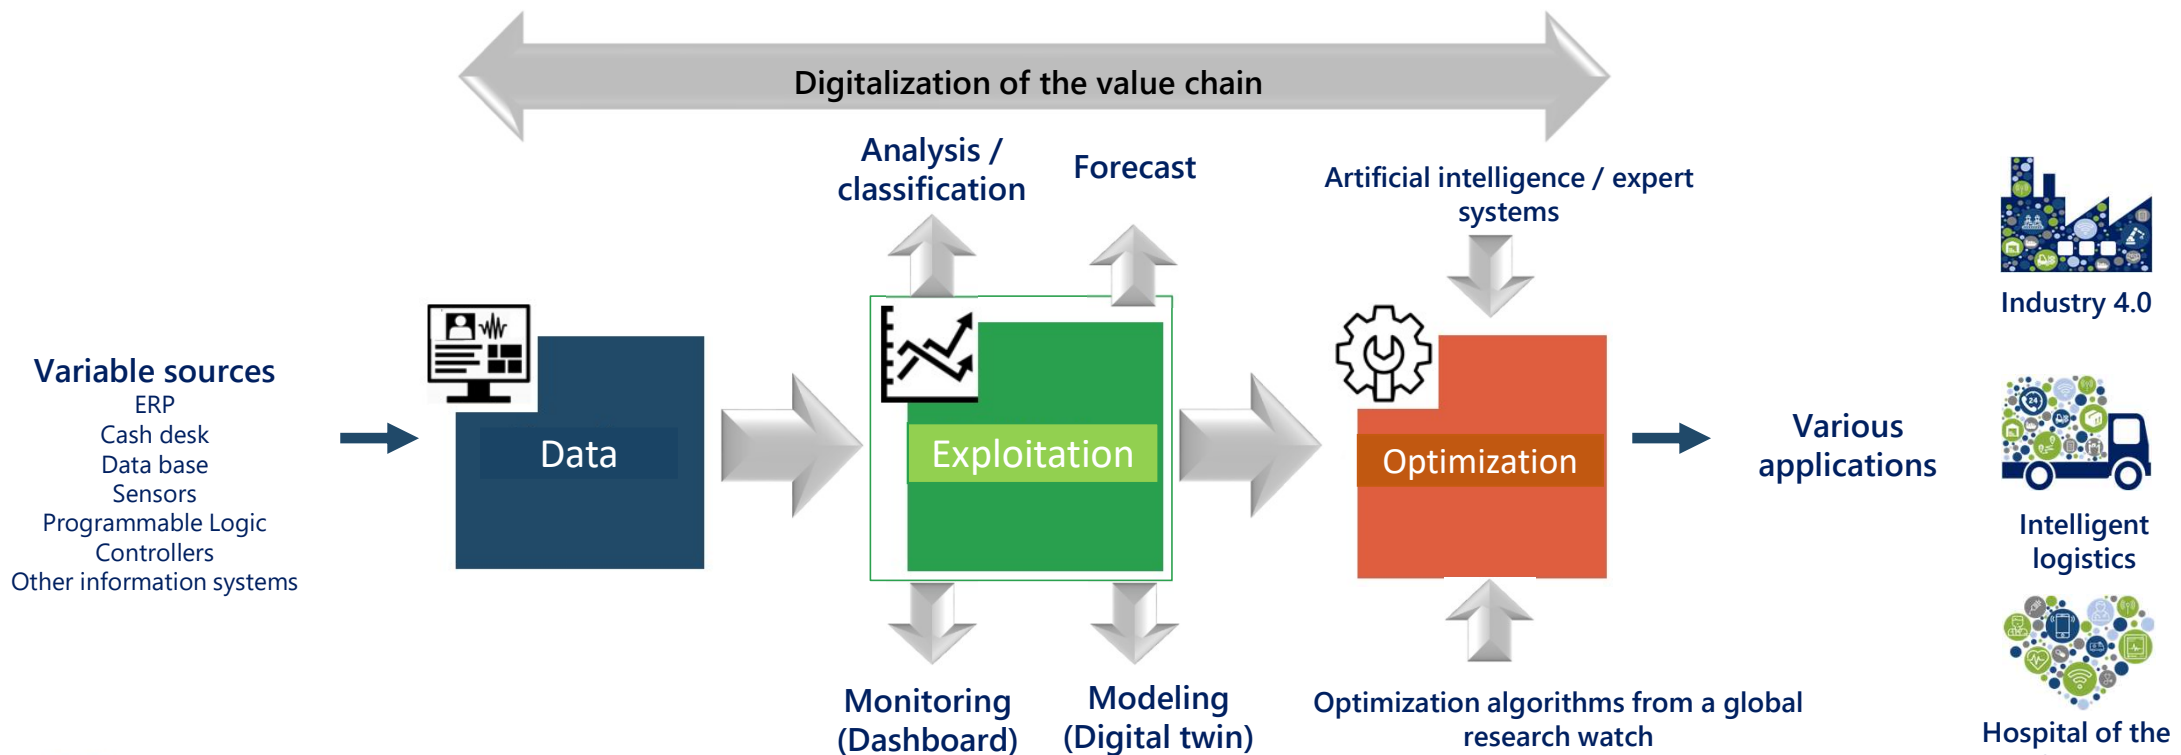 Digitalization of the value chain
Analysis /
classification
Forecast
Artificial intelligence / expert
systems
Variable sources
ERP
Cash desk
Data base
Sensors
Programmable Logic
Controllers
Other information systems
Data
Exploitation
Optimization
Monitoring
(Dashboard)
Modeling
(Digital twin)
Optimization algorithms from a global
research watch
Various
applications
Industry 4.0
24
Intelligent
logistics
Hospital of the